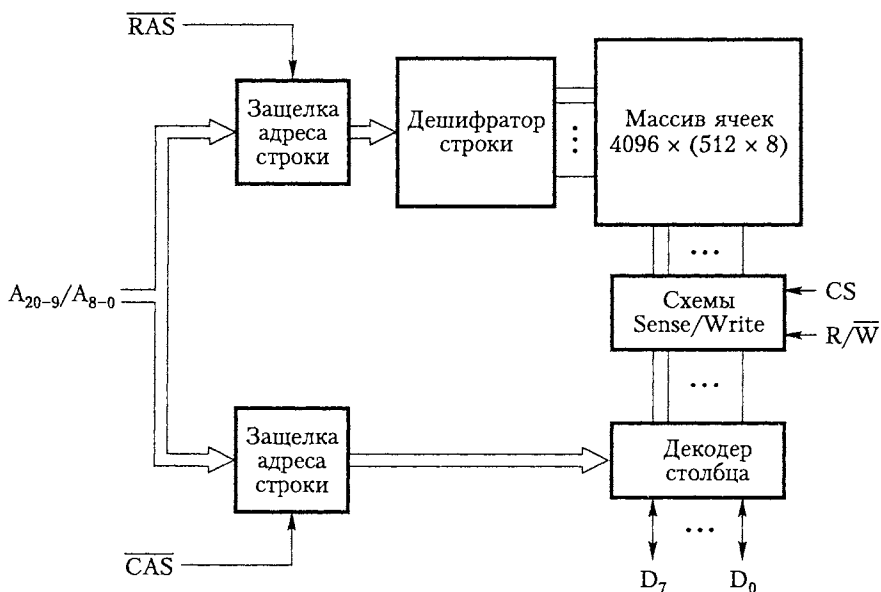 RAS
Защелка
адреса
строки
Дешифратор
строки
Массив ячеек
4096 × (512 × 8)
A20-9/A8-0
Схемы
Sense/Write
CS
R/W
Защелка
адреса
строки
Декодер
столбца
CAS
D7
D0